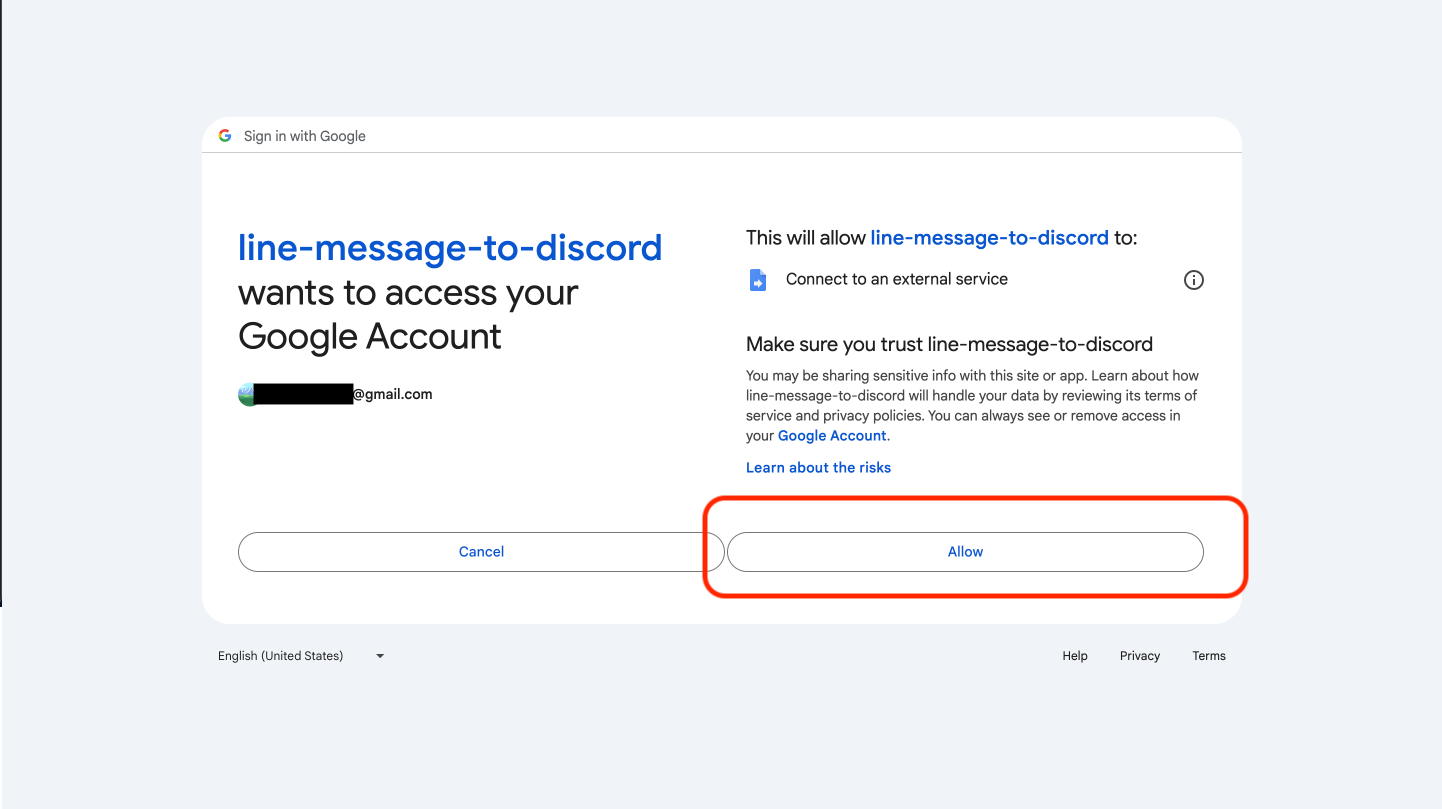 Sign in with Google
line-message-to-discord
wants to access your
Google Account
@gmail.com
This will allow line-message-to-discord to:
Connect to an external service
Make sure you trust line-message-to-discord
You may be sharing sensitive info with this site or app. Learn about how
line-message-to-discord will handle your data by reviewing its terms of
service and privacy policies. You can always see or remove access in
your Google Account.
Learn about the risks
Cancel
Allow
English (United States)
Help
Privacy
Terms